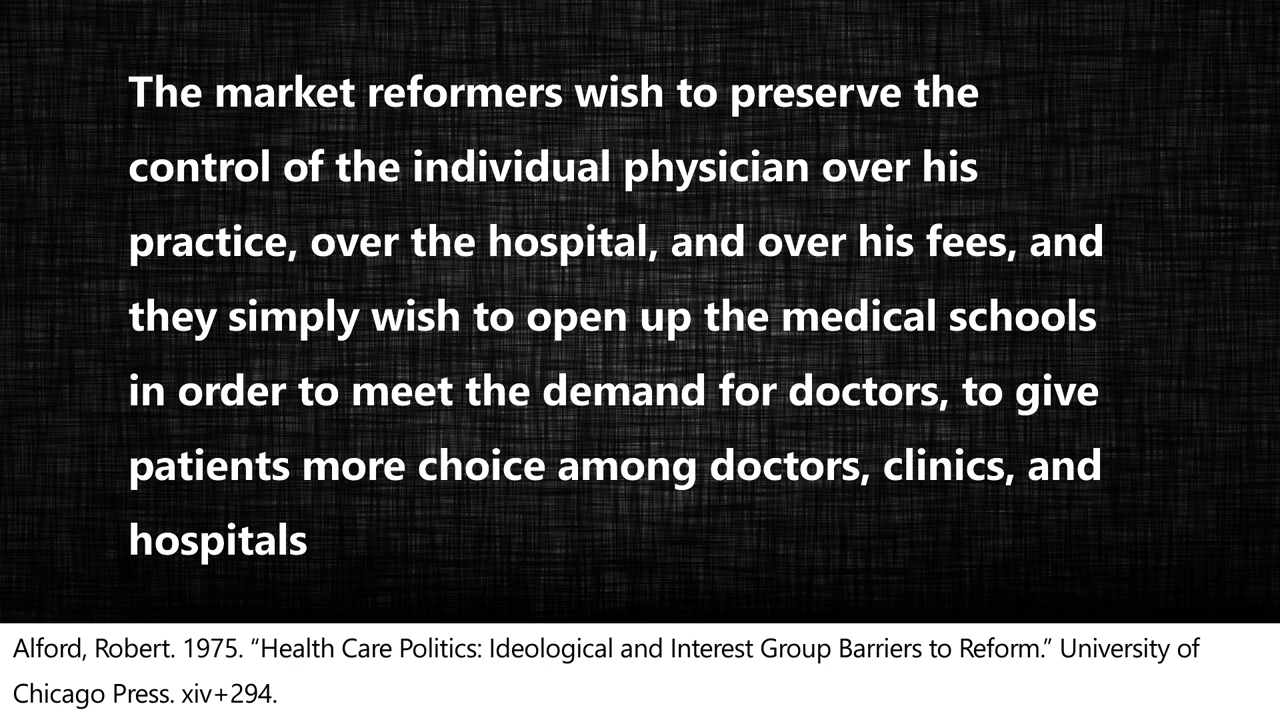 The market reformers wish to preserve the
control of the individual physician over his
practice, over the hospital, and over his fees, and
they simply wish to open up the medical schools
in order to meet the demand for doctors, to give
patients more choice among doctors, clinics, and
hospitals
Alford, Robert. 1975. “Health Care Politics: Ideological and Interest Group Barriers to Reform.” University of
Chicago Press. xiv+294.